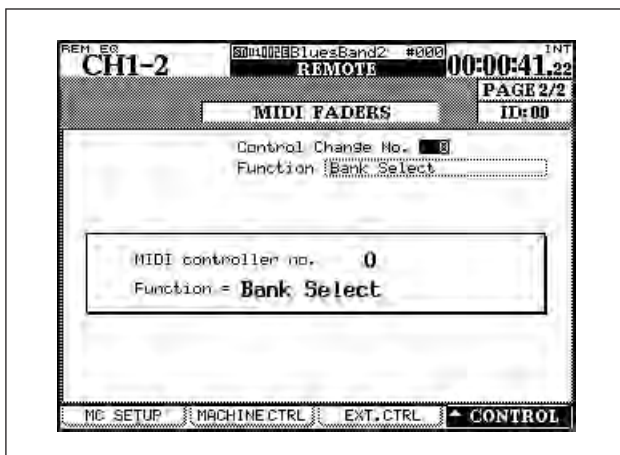 REM EQ
CH1-2
BluesBand2 #000
REMOTE
INT
00:00:41.22
PAGE 2/2
MIDI FADERS
ID:00
Control Change No. 0
Function Bank Select
MIDI controller no. 0
Function = Bank Select
MC SETUP MACHINE CTRL EXT.CTRL CONTROL